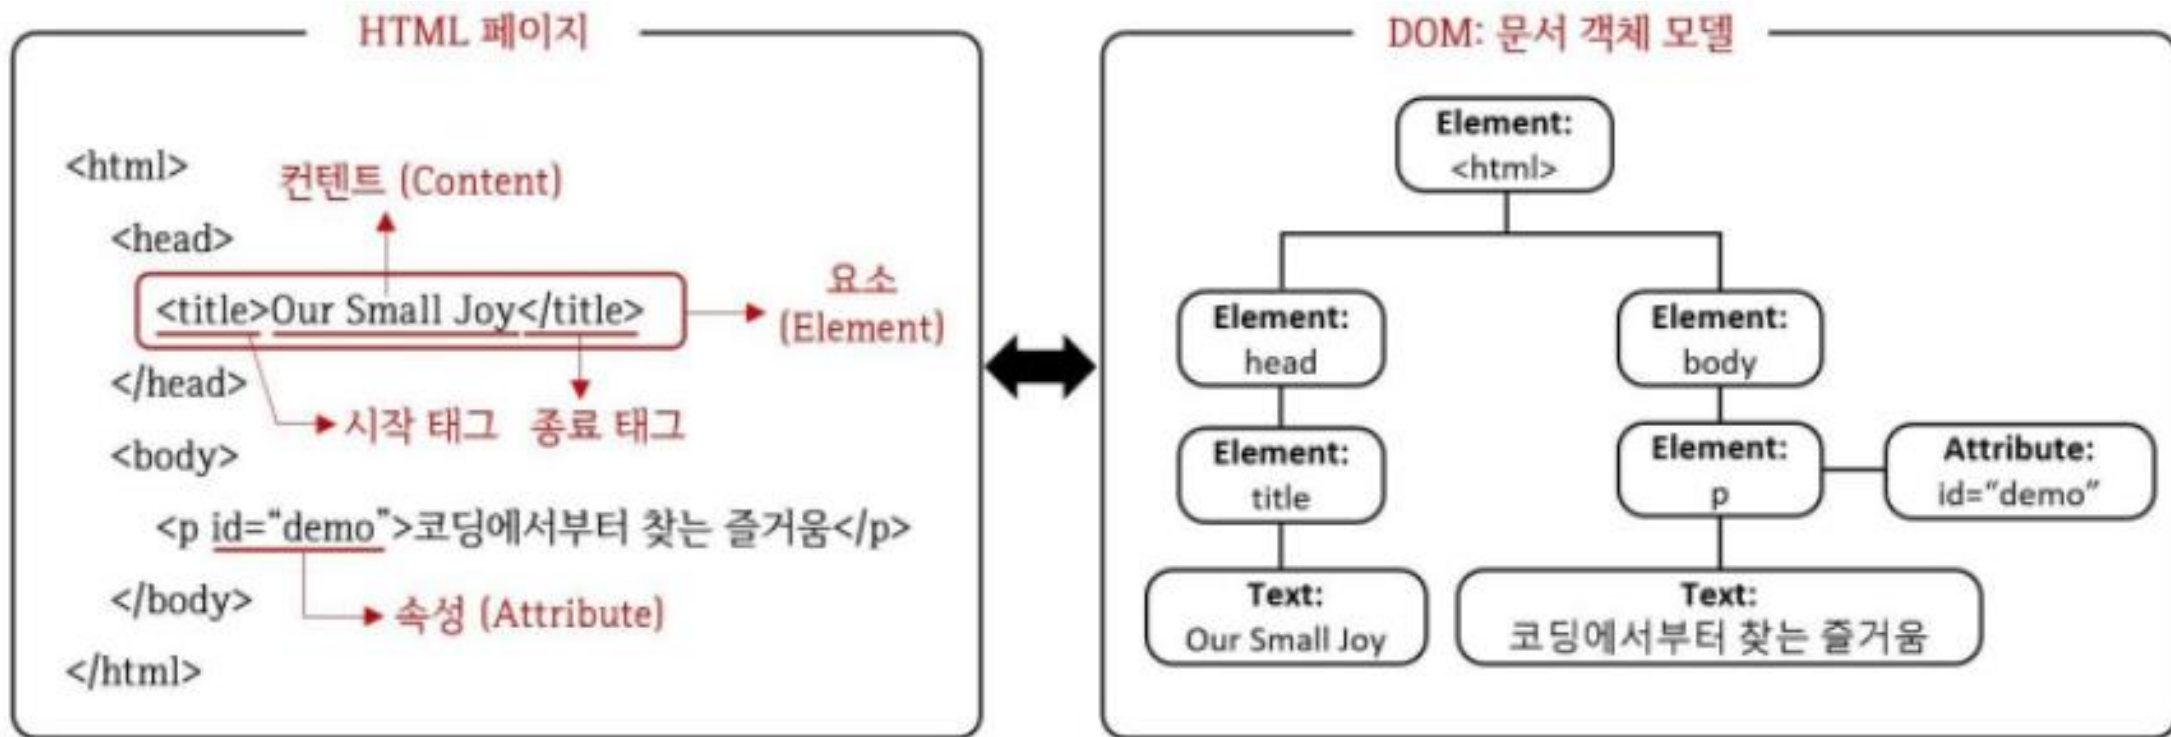 HTML 페이지
<html>
컨텐트 (Content)
<head>
<title>Our Small Joy</title>
요소
(Element)
</head>
시작 태그 종료 태그
<body>
<p id=“demo”>코딩에서부터 찾는 즐거움</p>
</body>
속성 (Attribute)
</html>
DOM: 문서 객체 모델
Element:
<html>
Element:
head
Element:
body
Element:
title
Element:
p
Attribute:
id=“demo”
Text:
Our Small Joy
Text:
코딩에서부터 찾는 즐거움